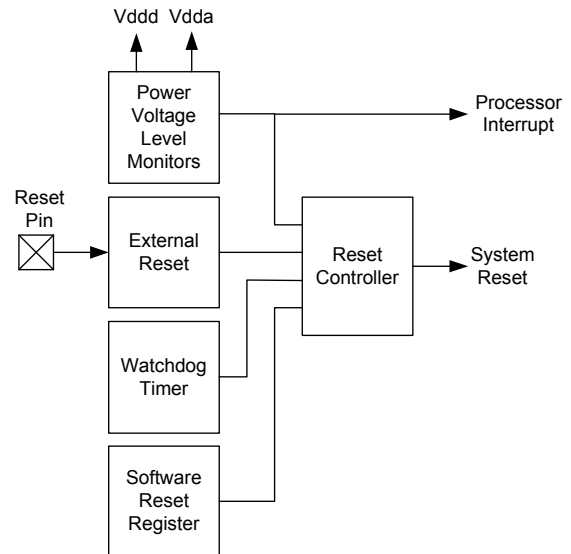 Vddd Vdda
Power
Voltage
Level
Monitors
Processor
Interrupt
Reset
Pin
External
Reset
Reset
Controller
System
Reset
Watchdog
Timer
Software
Reset
Register